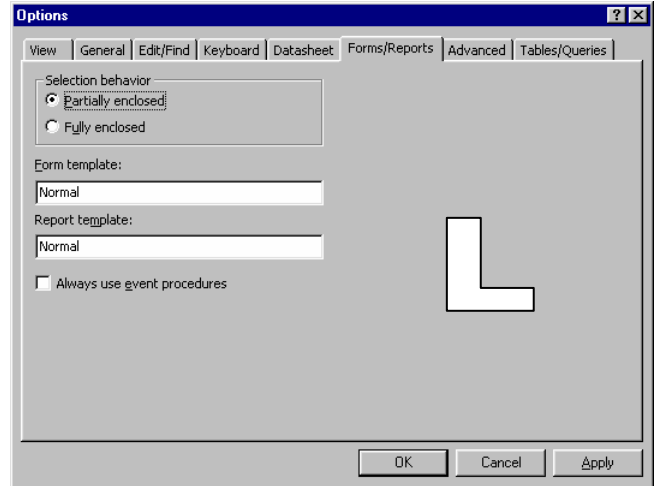 Options
View General Edit/Find Keyboard Datasheet Forms/Reports Advanced Tables/Queries
Selection behavior
Partially enclosed
Fully enclosed
Form template:
Normal
Report template:
Normal
Always use event procedures
OK Cancel Apply